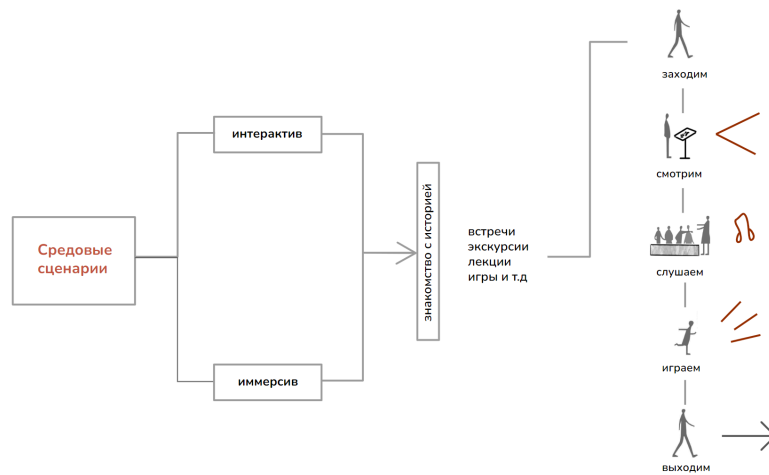 Средовые
сценарии
интерактив
иммерсив
знакомство с историей
встречи
экскурсии
лекции
игры и т.д
заходим
смотрим
слушаем
играем
выходим